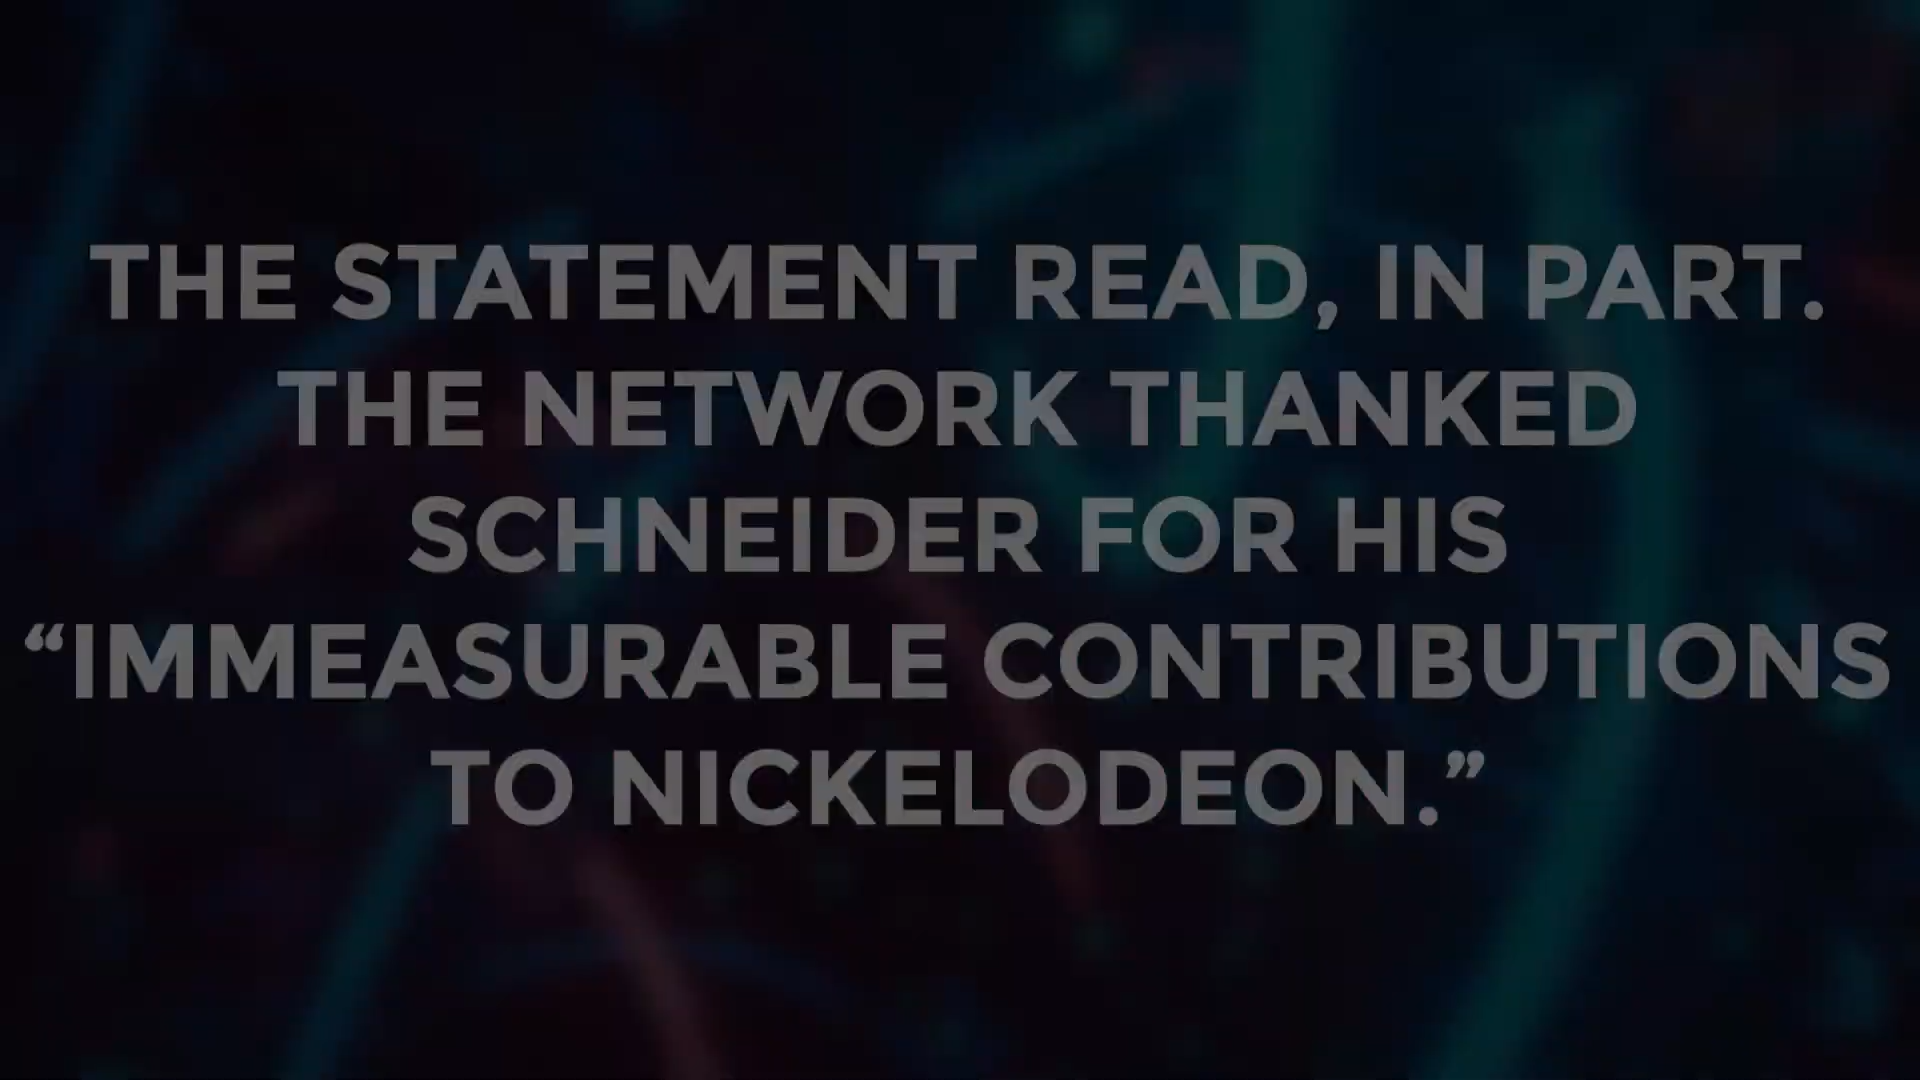 THE STATEMENT READ, IN PART.
THE NETWORK THANKED
SCHNEIDER FOR HIS
“IMMEASURABLE CONTRIBUTIONS
TO NICKELODEON.”